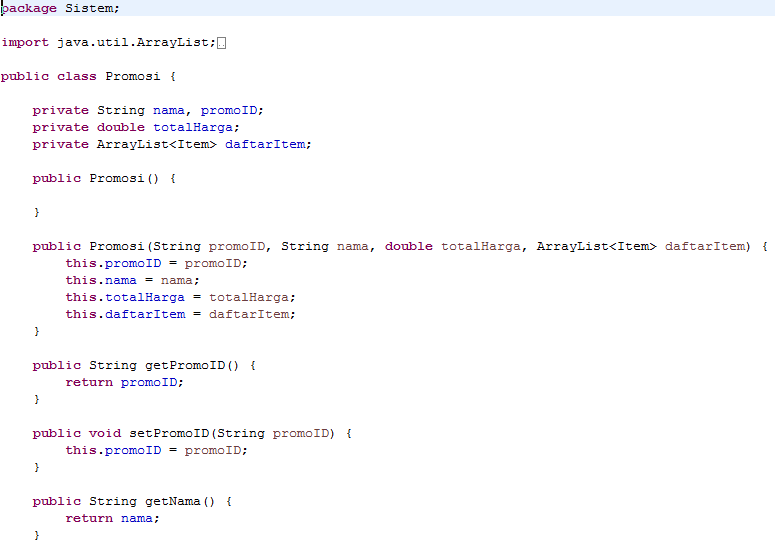 package Sistem;
import java.util.ArrayList;
public class Promosi {
private String nama, promoID;
private double totalHarga;
private ArrayList<Item> daftarItem;
public Promosi() {
}
public Promosi(String promoID, String nama, double totalHarga, ArrayList<Item> daftarItem) {
this.promoID = promoID;
this.nama = nama;
this.totalHarga = totalHarga;
this.daftarItem = daftarItem;
}
public String getPromoID() {
return promoID;
}
public void setPromoID(String promoID) {
this.promoID = promoID;
}
public String getNama() {
return nama;
}